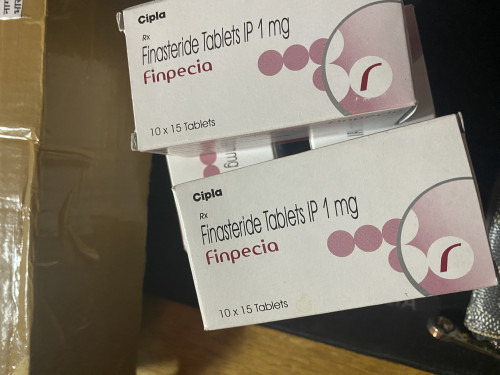 Cipla
Rx
Finasteride Tablets IP 1 mg
Finpecia
10 x 15 Tablets
mg
Cipla
Rx
Finasteride Tablets IP 1 mg
Finpecia
10 x 15 Tablets